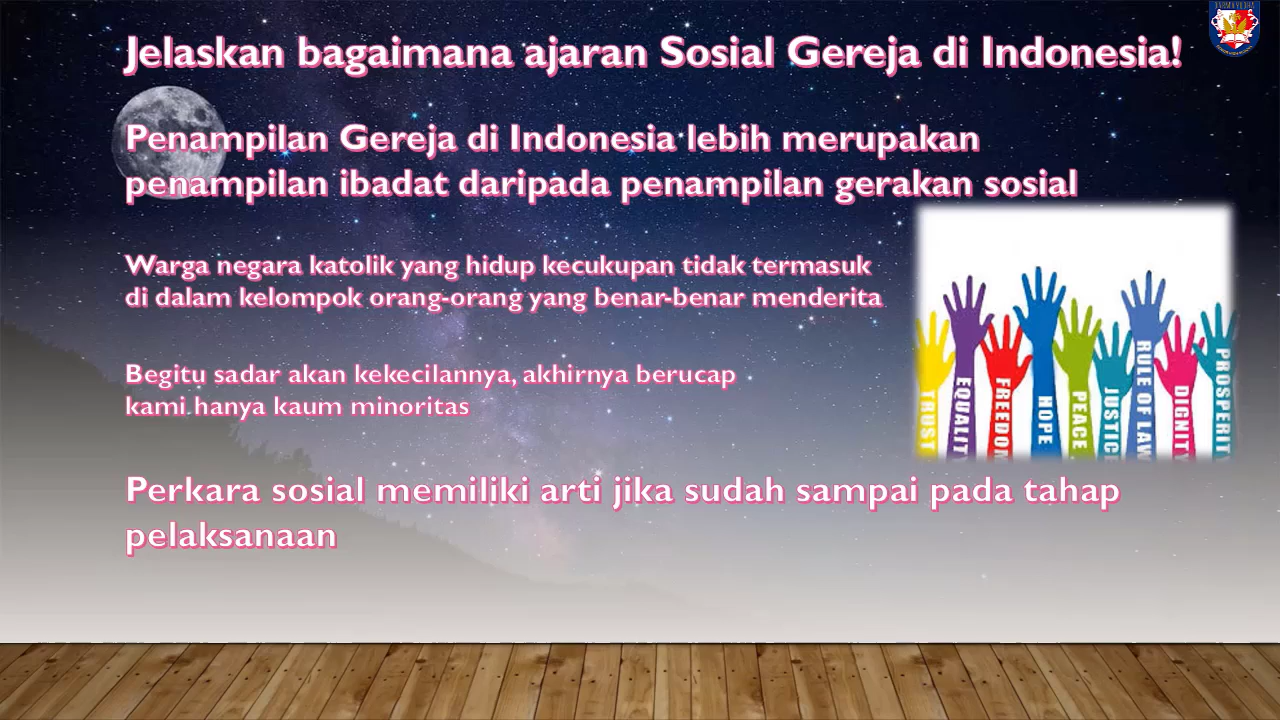 Jelaskan bagaimana ajaran Sosial Gereja di Indonesia!
Penampilan Gereja di Indonesia lebih merupakan
penampilan ibadat daripada penampilan gerakan sosial
Warga negara katolik yang hidup kecukupan tidak termasuk
di dalam kelompok orang-orang yang benar-benar menderita
Begitu sadar akan kekecilannya, akhirnya berucap
kami hanya kaum minoritas
Perkara sosial memiliki arti jika sudah sampai pada tahap
pelaksanaan
TRUST
EQUALITY
FREEDOM
HOPE
PEACE
JUSTICE
RULE OF LAW
DIGNITY
PROSPERITY